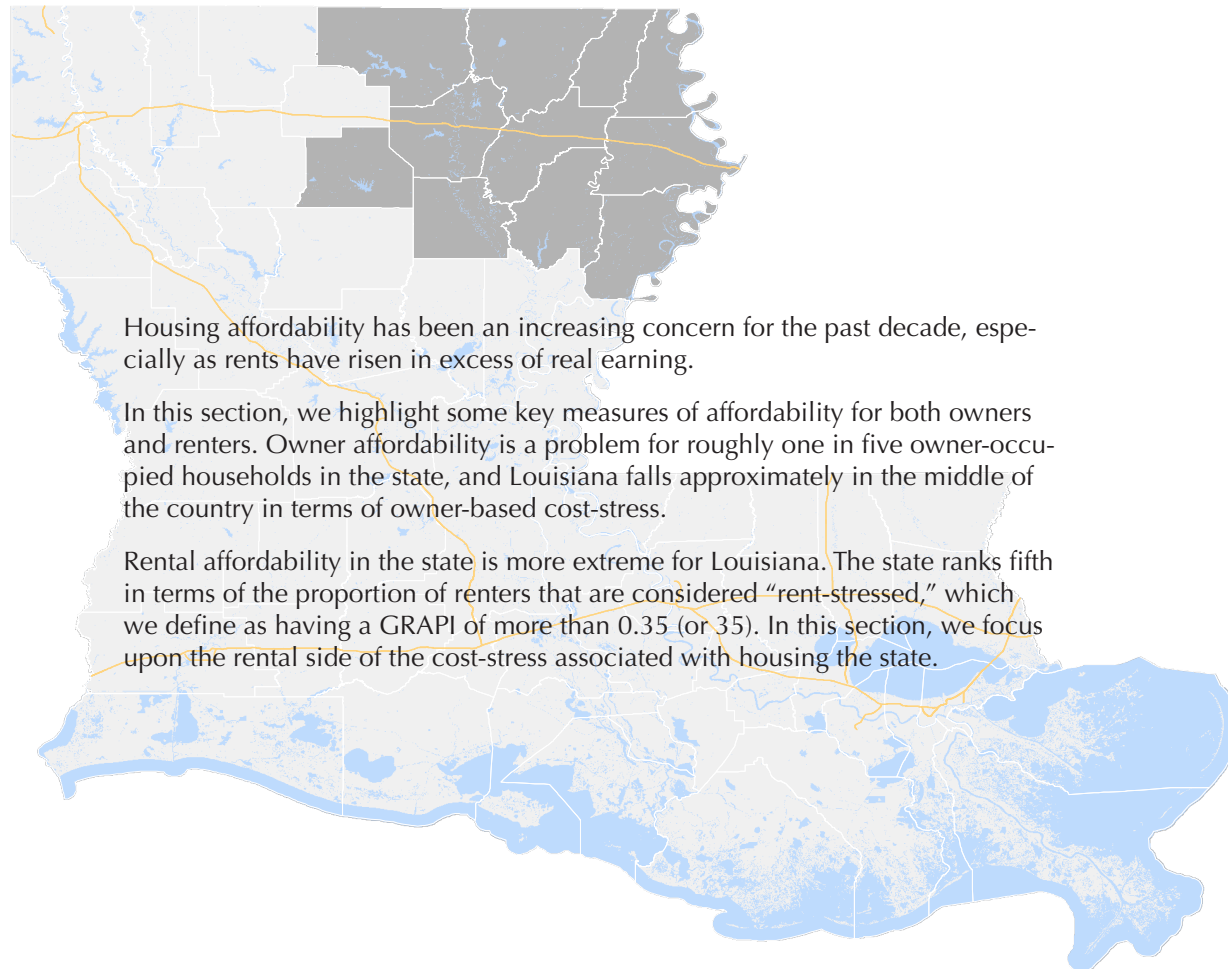 Housing affordability has been an increasing concern for the past decade, espe-
cially as rents have risen in excess of real earning.
In this section, we highlight some key measures of affordability for both owners
and renters. Owner affordability is a problem for roughly one in five owner-occu-
pied households in the state, and Louisiana falls approximately in the middle of
the country in terms of owner-based cost-stress.
Rental affordability in the state is more extreme for Louisiana. The state ranks fifth
in terms of the proportion of renters that are considered “rent-stressed,” which
we define as having a GRAPI of more than 0.35 (or 35). In this section, we focus
upon the rental side of the cost-stress associated with housing the state.